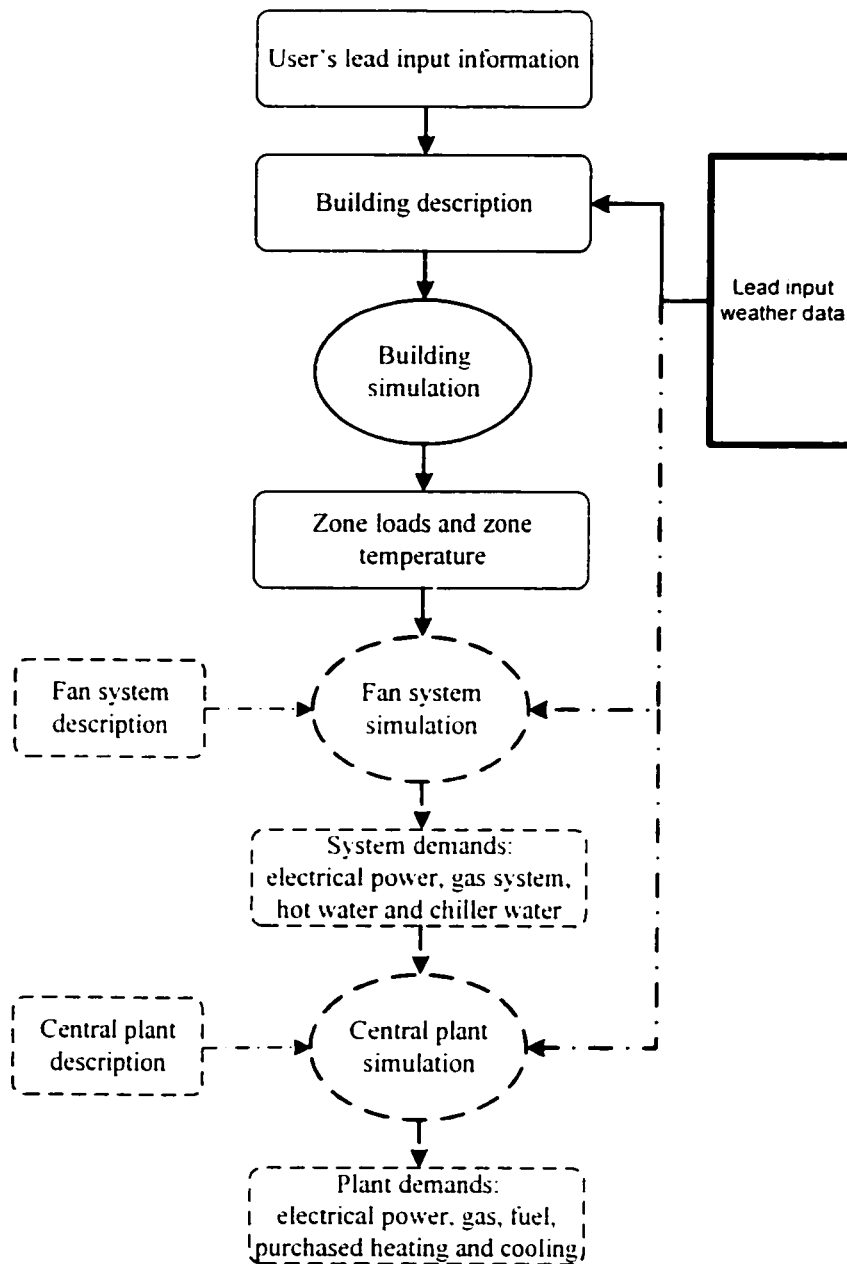 User's lead input information
Building description
Lead input
weather data
Building
simulation
Zone loads and zone
temperature
Fan system
description
Fan system
simulation
System demands:
electrical power, gas system,
hot water and chiller water
Central plant
description
Central plant
simulation
Plant demands:
electrical power, gas, fuel,
purchased heating and cooling